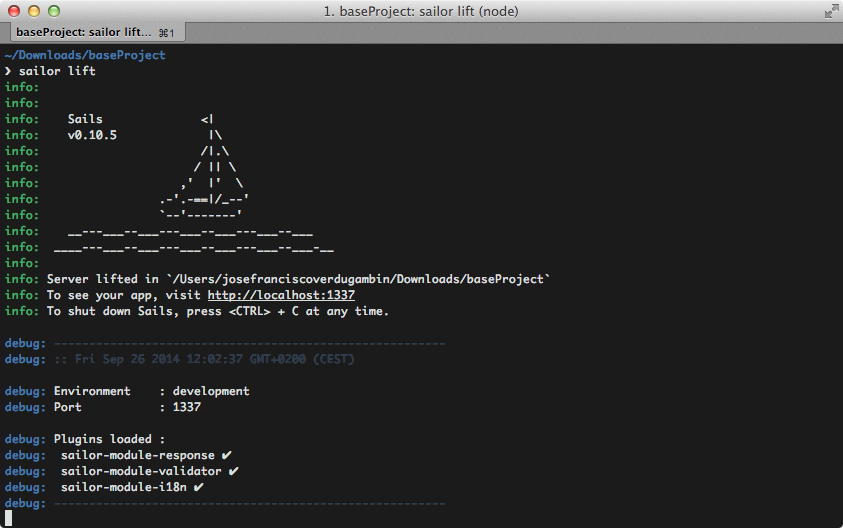 1. baseProject: sailor lift (node)
baseProject: sailor lift... ⌘1
~/Downloads/baseProject
❯ sailor lift
info:
info:
info:    Sails              <|
info:    v0.10.5             |\
info:                       /|.\
info:                      / || \
info:                    ,'  |'  \
info:                 .-'.-==|/_--'
info:                 `--'-------'
info:    __---___--___---___--___---___--___
info:  ____---___--___---___--___---___--___-__
info:
info: Server lifted in `/Users/josefranciscoverdugambin/Downloads/baseProject`
info: To see your app, visit http://localhost:1337
info: To shut down Sails, press <CTRL> + C at any time.
debug: --------------------------------------------------------
debug: :: Fri Sep 26 2014 12:02:37 GMT+0200 (CEST)
debug: Environment    : development
debug: Port           : 1337
debug: Plugins loaded :
debug:  sailor-module-response ✔
debug:  sailor-module-validator ✔
debug:  sailor-module-i18n ✔
debug: --------------------------------------------------------